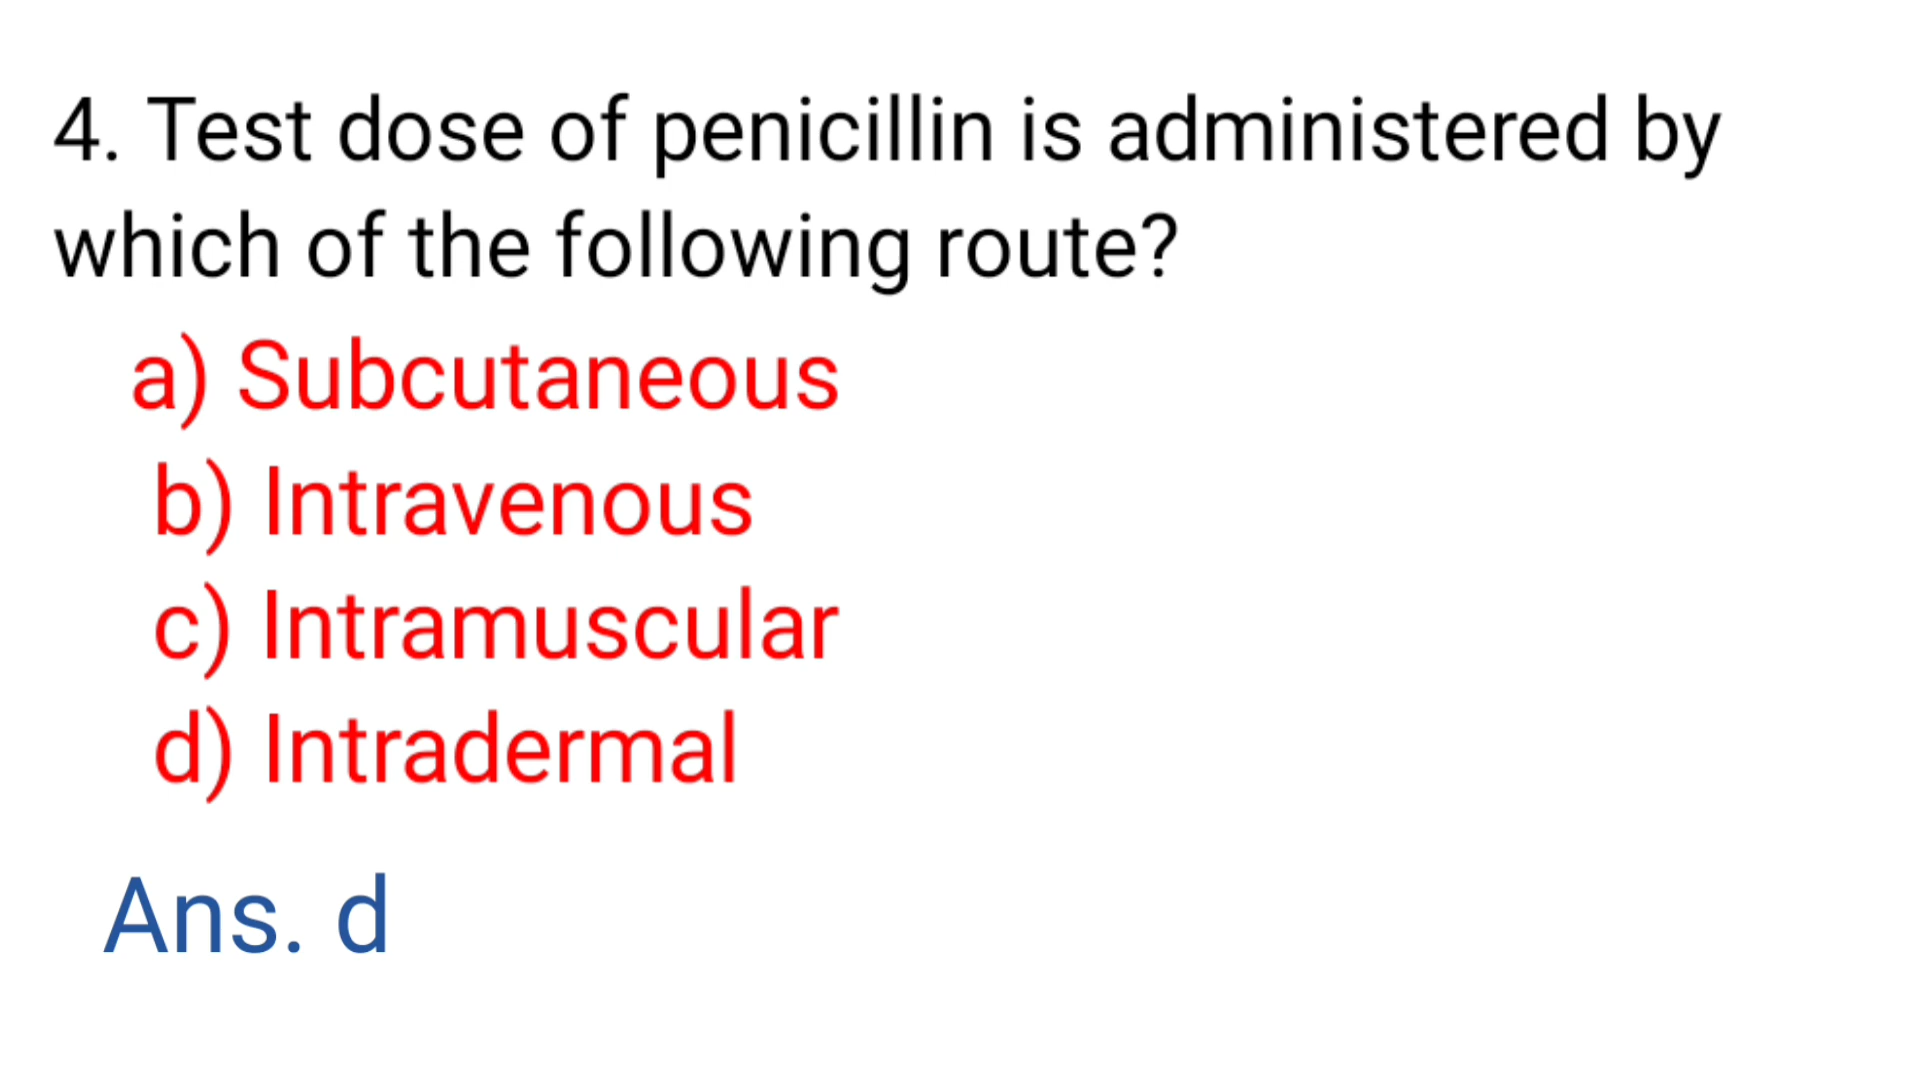 4. Test dose of penicillin is administered by
which of the following route?
a) Subcutaneous
b) Intravenous
c) Intramuscular
d) Intradermal
Ans. d